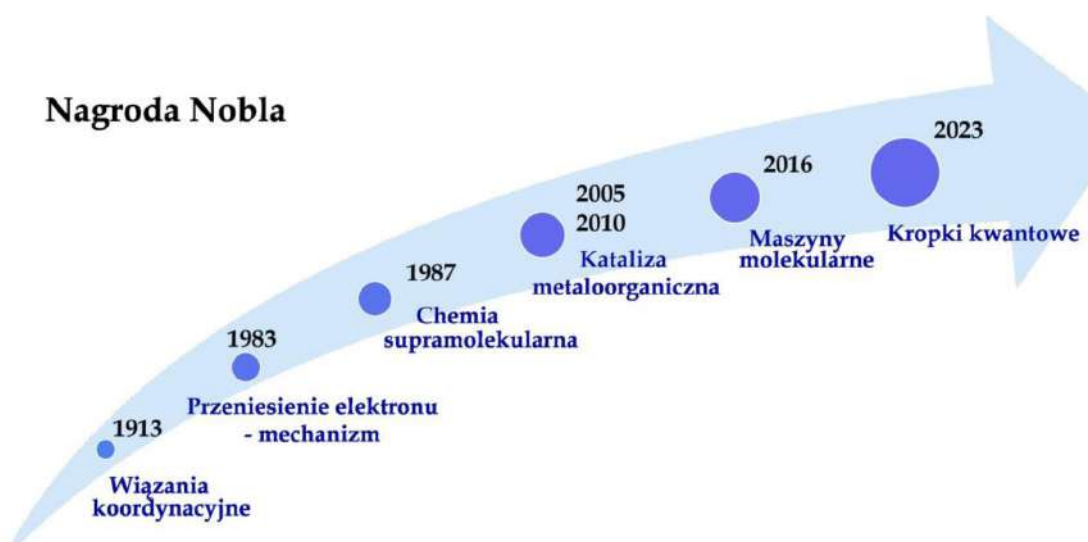 Nagroda Nobla
1913
Wiązania
koordynacyjne
1983
Przeniesienie elektronu
- mechanizm
1987
Chemia
supramolekularna
2005
2010
Kataliza
metaloorganiczna
2016
Maszyny
molekularne
2023
Kropki kwantowe